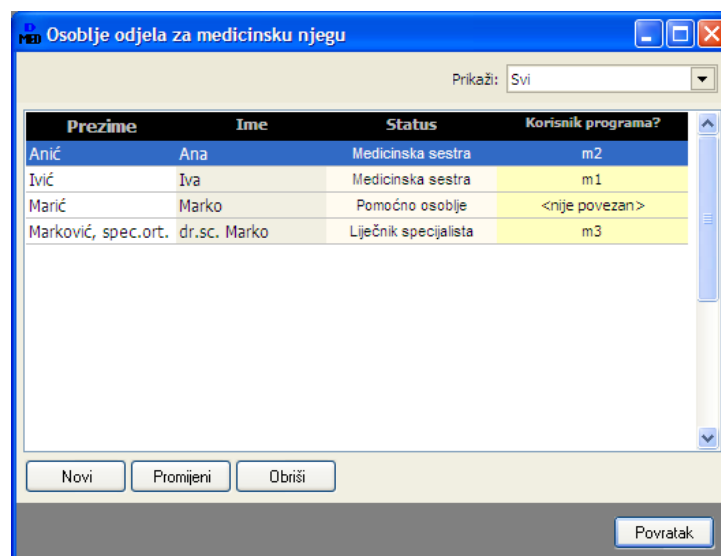 D MED Osoblje odjela za medicinsku njegu
Prikaži: Svi
Prezime Ime Status Korisnik programa?
Anić Ana Medicinska sestra m2
Ivić Iva Medicinska sestra m1
Marić Marko Pomoćno osoblje <nije povezan>
Marković, spec.ort. dr.sc. Marko Liječnik specijalista m3
Novi Promijeni Obriši
Povratak